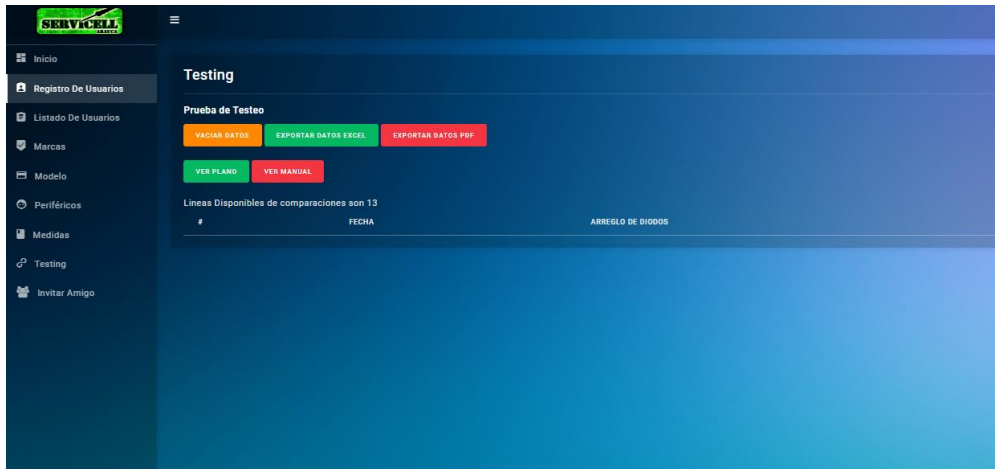 SERVICELL
ARAUCA
Inicio
Registro De Usuarios
Listado De Usuarios
Marcas
Modelo
Periféricos
Medidas
Testing
Invitar Amigo
Testing
Prueba de Testeo
VACIAR DATOS EXPORTAR DATOS EXCEL EXPORTAR DATOS PDF
VER PLANO VER MANUAL
Lineas Disponibles de comparaciones son 13
# FECHA ARREGLO DE DIODOS